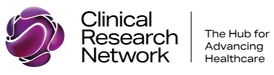 Clinical
Research
Network
The Hub for
Advancing
Healthcare